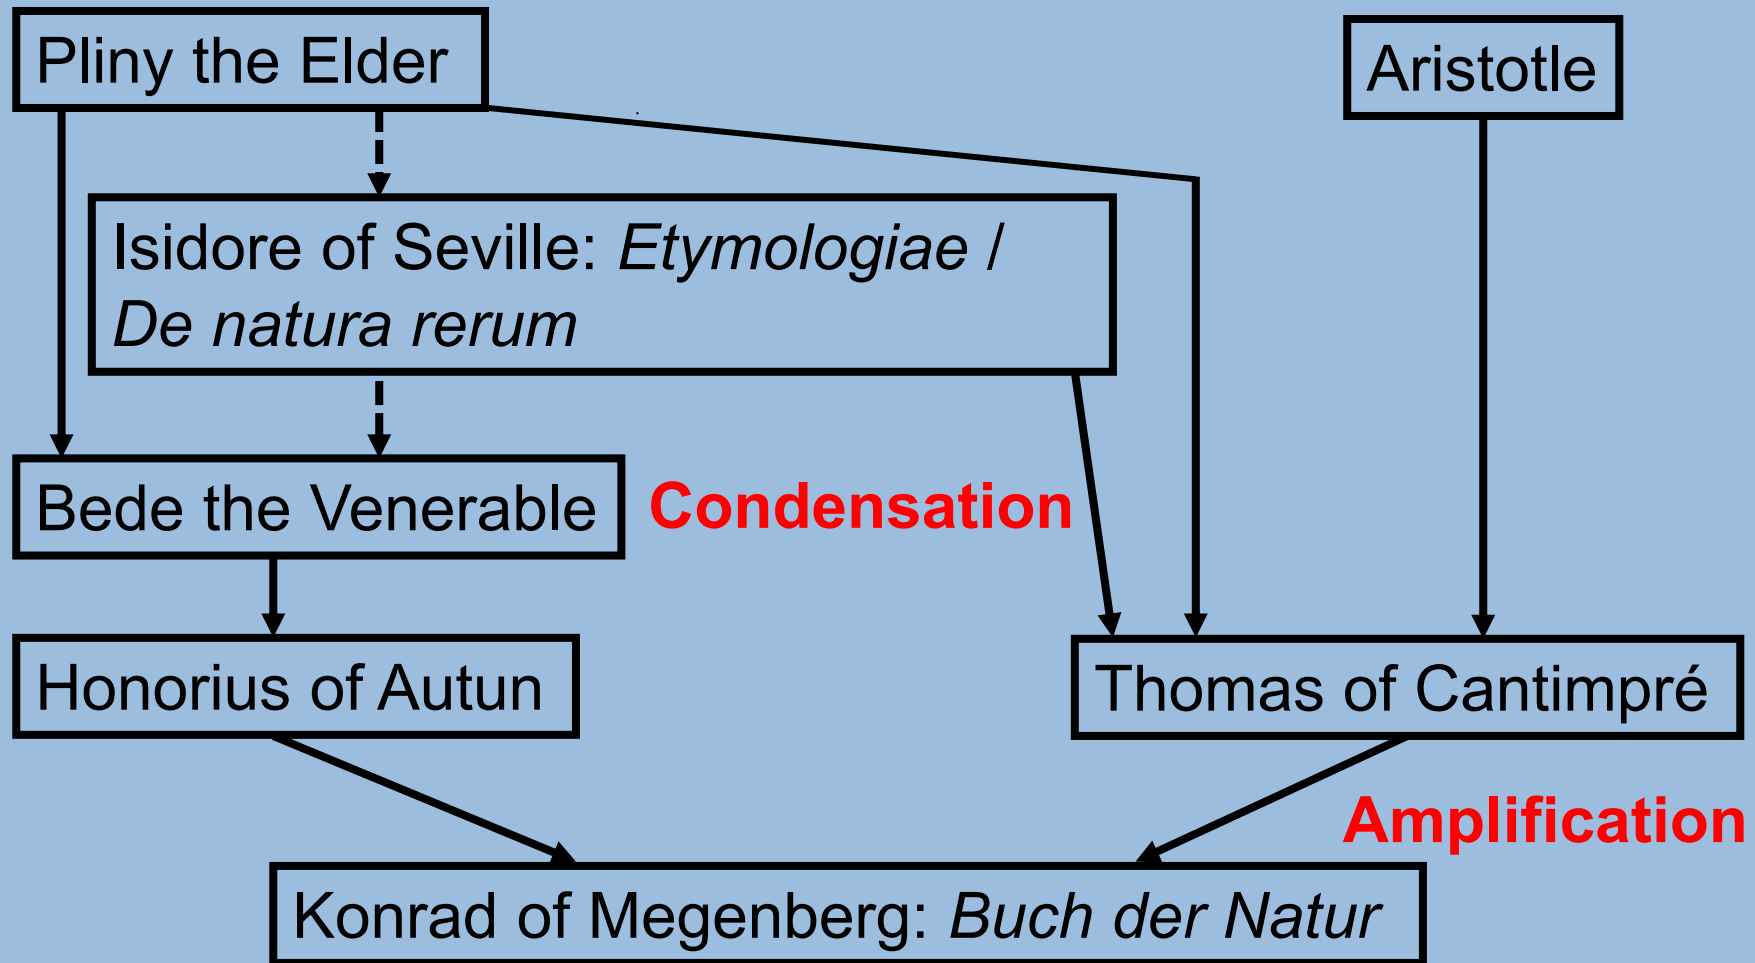 Pliny the Elder
Aristotle
Isidore of Seville: Etymologiae /
De natura rerum
Bede the Venerable
Condensation
Honorius of Autun
Thomas of Cantimpré
Amplification
Konrad of Megenberg: Buch der Natur